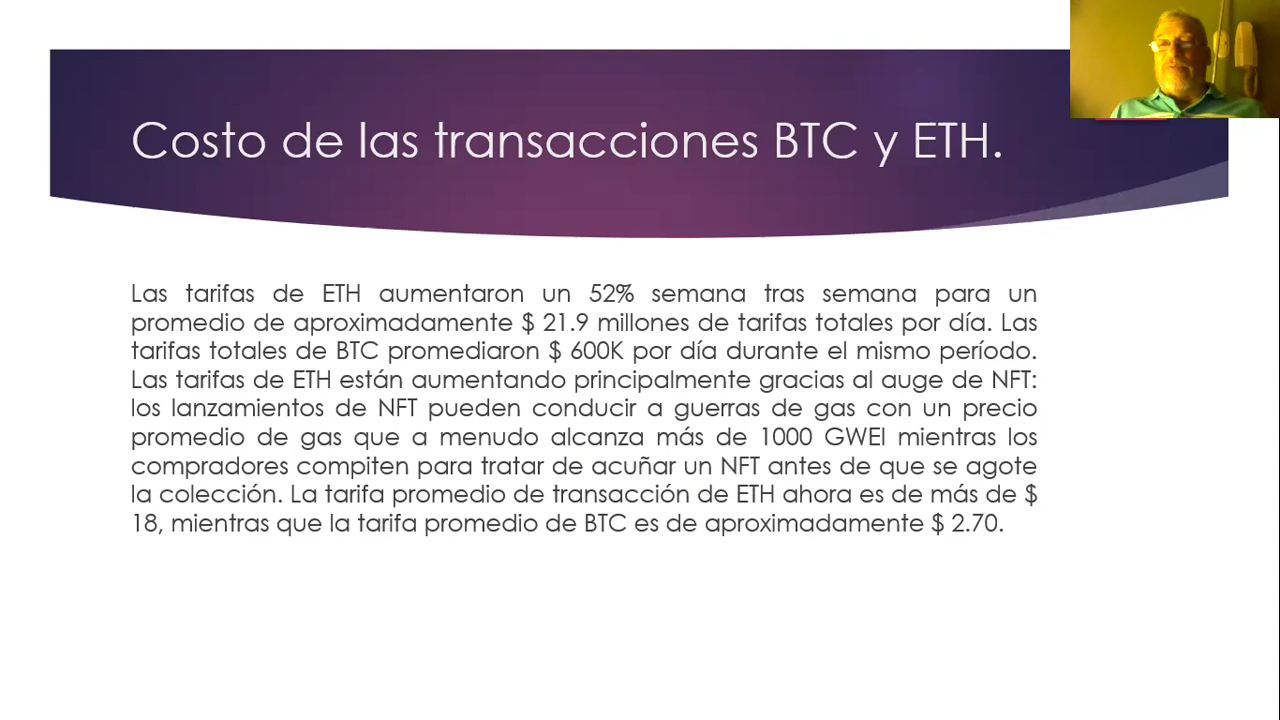 Costo de las transacciones BTC y ETH.
Las tarifas de ETH aumentaron un 52% semana tras semana para un
promedio de aproximadamente $ 21.9 millones de tarifas totales por día. Las
tarifas totales de BTC promediaron $ 600K por día durante el mismo período.
Las tarifas de ETH están aumentando principalmente gracias al auge de NFT:
los lanzamientos de NFT pueden conducir a guerras de gas con un precio
promedio de gas que a menudo alcanza más de 1000 GWEI mientras los
compradores compiten para tratar de acuñar un NFT antes de que se agote
la colección. La tarifa promedio de transacción de ETH ahora es de más de $
18, mientras que la tarifa promedio de BTC es de aproximadamente $ 2.70.